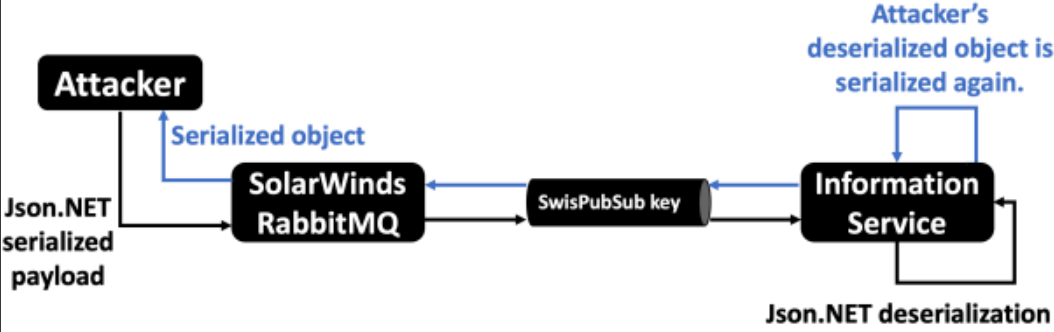 Attacker's
deserialized object is
serialized again.
Attacker
Serialized object
SolarWinds
RabbitMQ
SwisPubSub key
Information
Service
Json.NET
serialized
payload
Json.NET deserialization